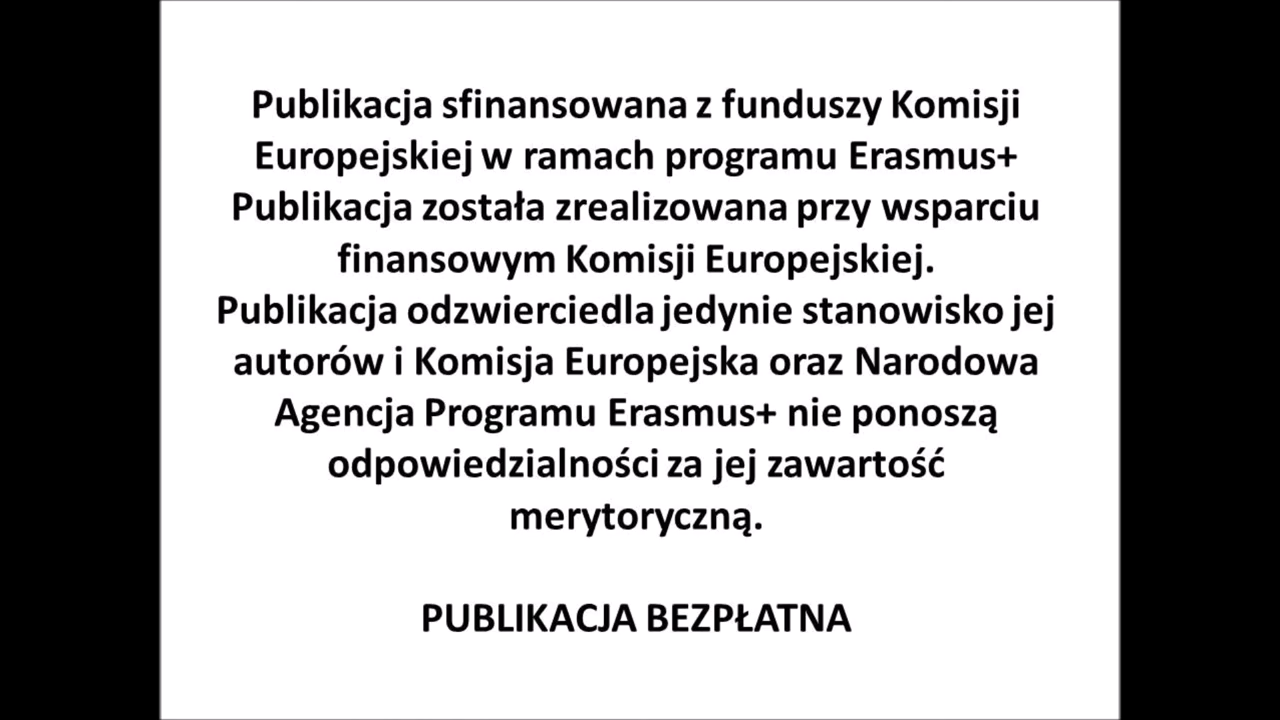 Publikacja sfinansowana z funduszy Komisji
Europejskiej w ramach programu Erasmus+
Publikacja została zrealizowana przy wsparciu
finansowym Komisji Europejskiej.
Publikacja odzwierciedla jedynie stanowisko jej
autorów i Komisja Europejska oraz Narodowa
Agencja Programu Erasmus+ nie ponoszą
odpowiedzialności za jej zawartość
merytoryczną.
PUBLIKACJA BEZPŁATNA